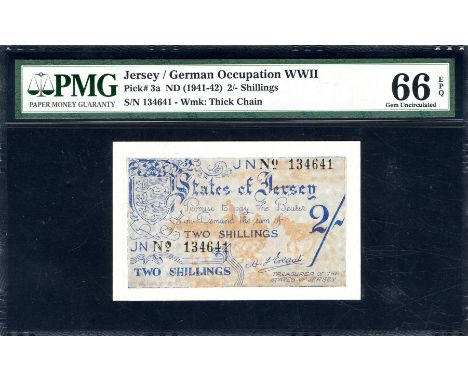 PMG
PAPER MONEY GUARANTY
Jersey / German Occupation WWII
Pick# 3a ND (1941-42) 2/- Shillings
S/N 134641 - Wmk: Thick Chain
66 EPQ
Gem Uncirculated
JN Nº 134641
States of Jersey
Promise to pay the Bearer
on Demand the sum of
TWO SHILLINGS
2/-
JN Nº 134641
TWO SHILLINGS
TREASURER OF THE
STATES OF JERSEY